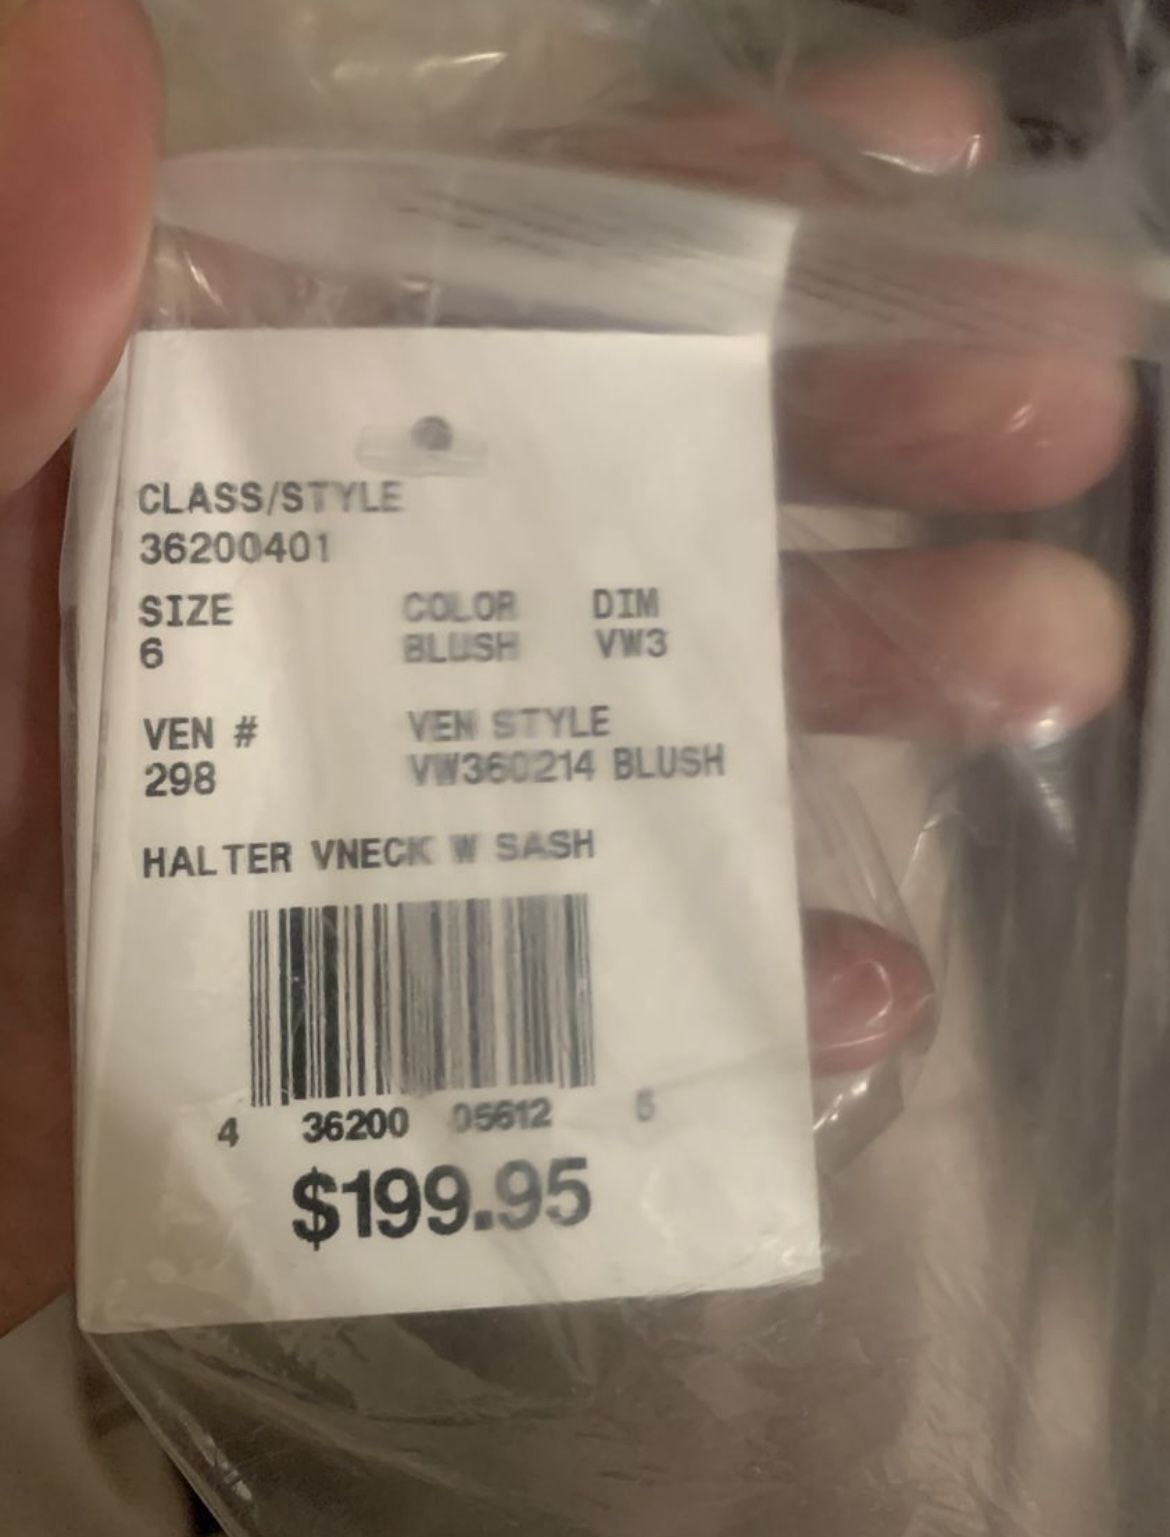 CLASS/STYLE
36200401
SIZE COLOR DIM
6 BLUSH VW3
VEN # VEN STYLE
298 VW360214 BLUSH
HALTER VNECK W SASH
4 36200 05612 5
$199.95